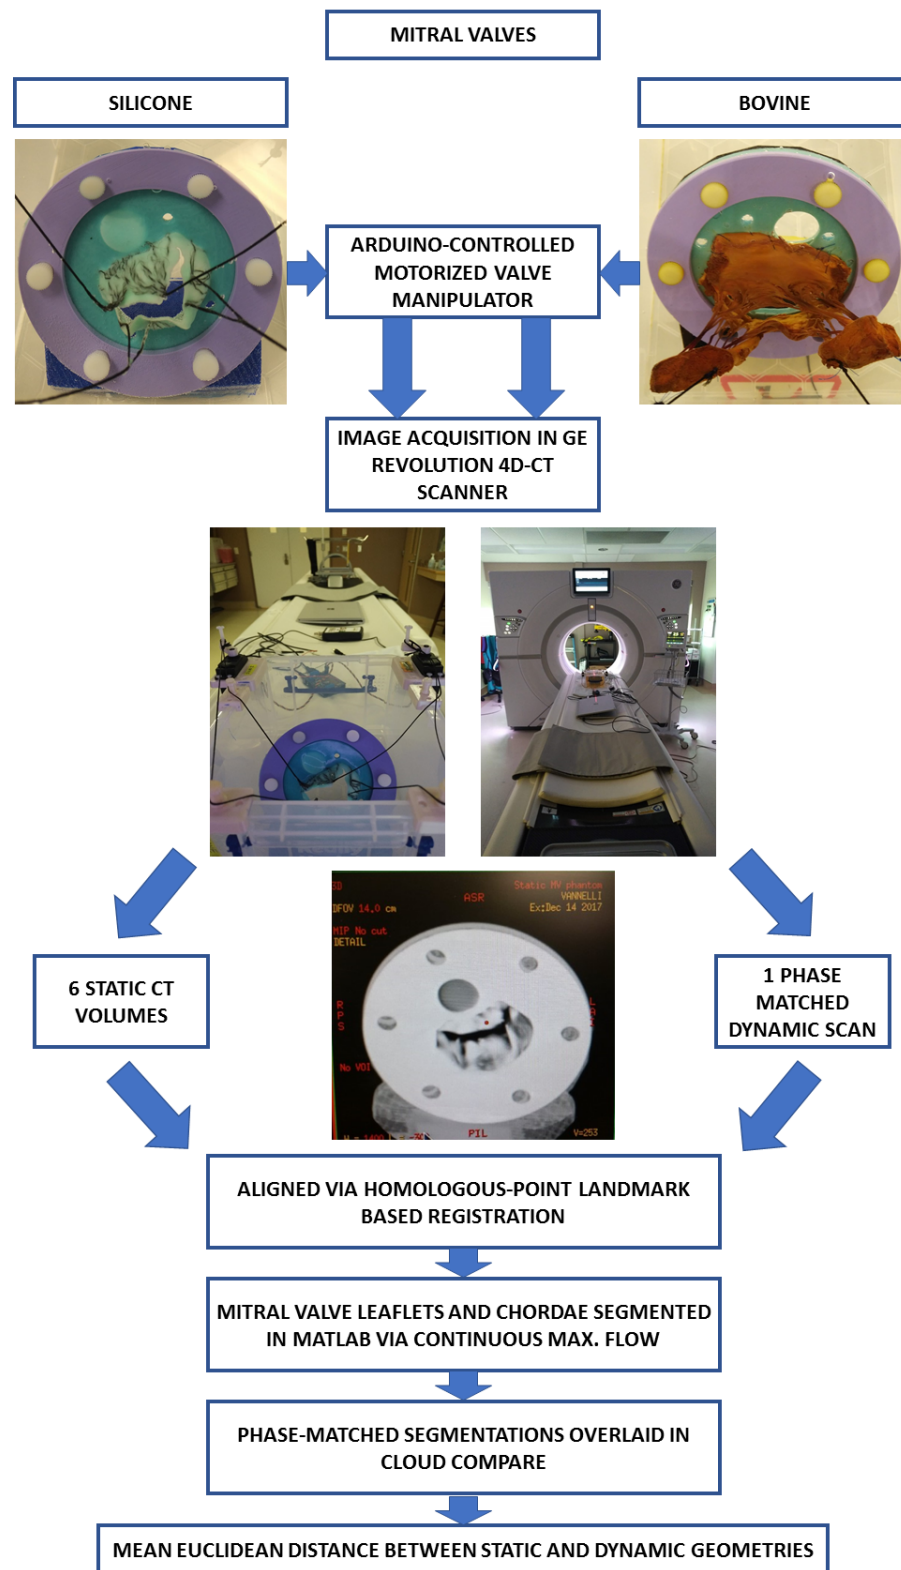 MITRAL VALVES
SILICONE
BOVINE
ARDUINO-CONTROLLED
MOTORIZED VALVE
MANIPULATOR
IMAGE ACQUISITION IN GE
REVOLUTION 4D-CT
SCANNER
DFOV 14.0 cm
MIP No cut
DETAIL
ASR
Static MV phantom
VANNELLI
Ex:Dec 14 2017
R
P
S
No VOI
PIL
V=253
6 STATIC CT
VOLUMES
1 PHASE
MATCHED
DYNAMIC SCAN
ALIGNED VIA HOMOLOGOUS-POINT LANDMARK
BASED REGISTRATION
MITRAL VALVE LEAFLETS AND CHORDAE SEGMENTED
IN MATLAB VIA CONTINUOUS MAX. FLOW
PHASE-MATCHED SEGMENTATIONS OVERLAID IN
CLOUD COMPARE
MEAN EUCLIDEAN DISTANCE BETWEEN STATIC AND DYNAMIC GEOMETRIES